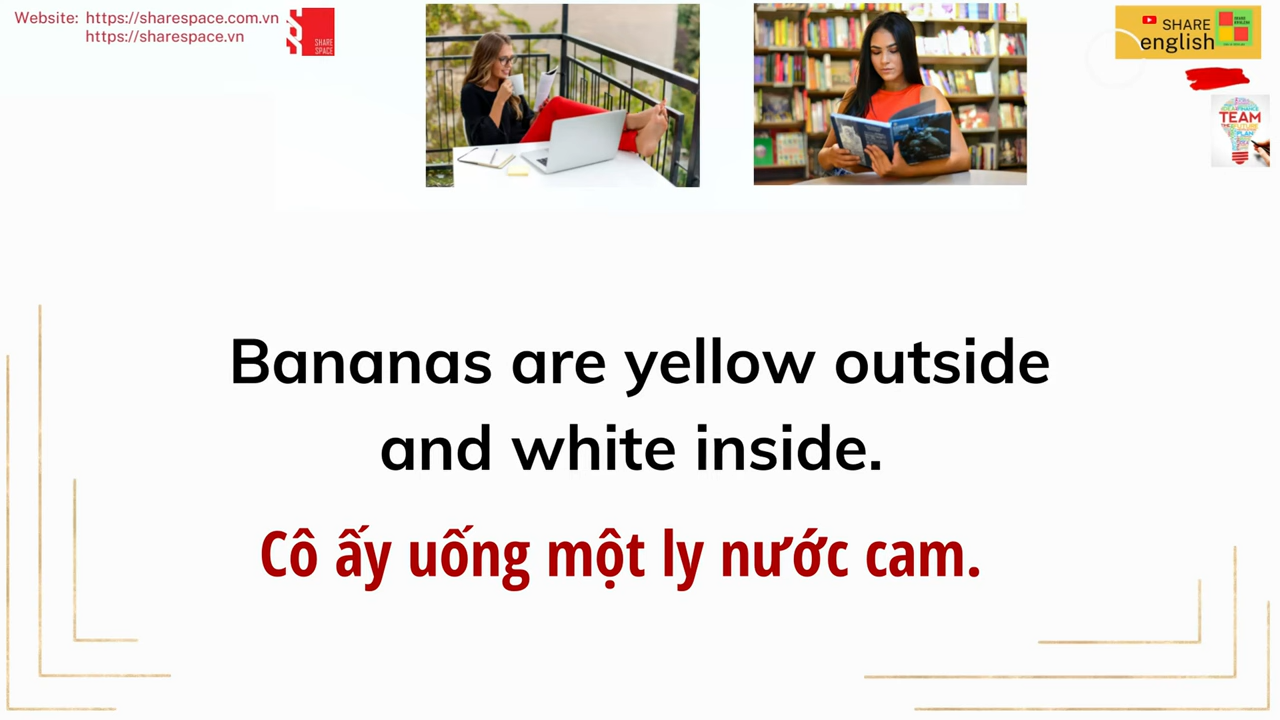 Website: https://sharespace.com.vn
https://sharespace.vn
SHARE
SPACE
SHARE
english
TEAM
PLAN
Bananas are yellow outside
and white inside.
Cô ấy uống một ly nước cam.